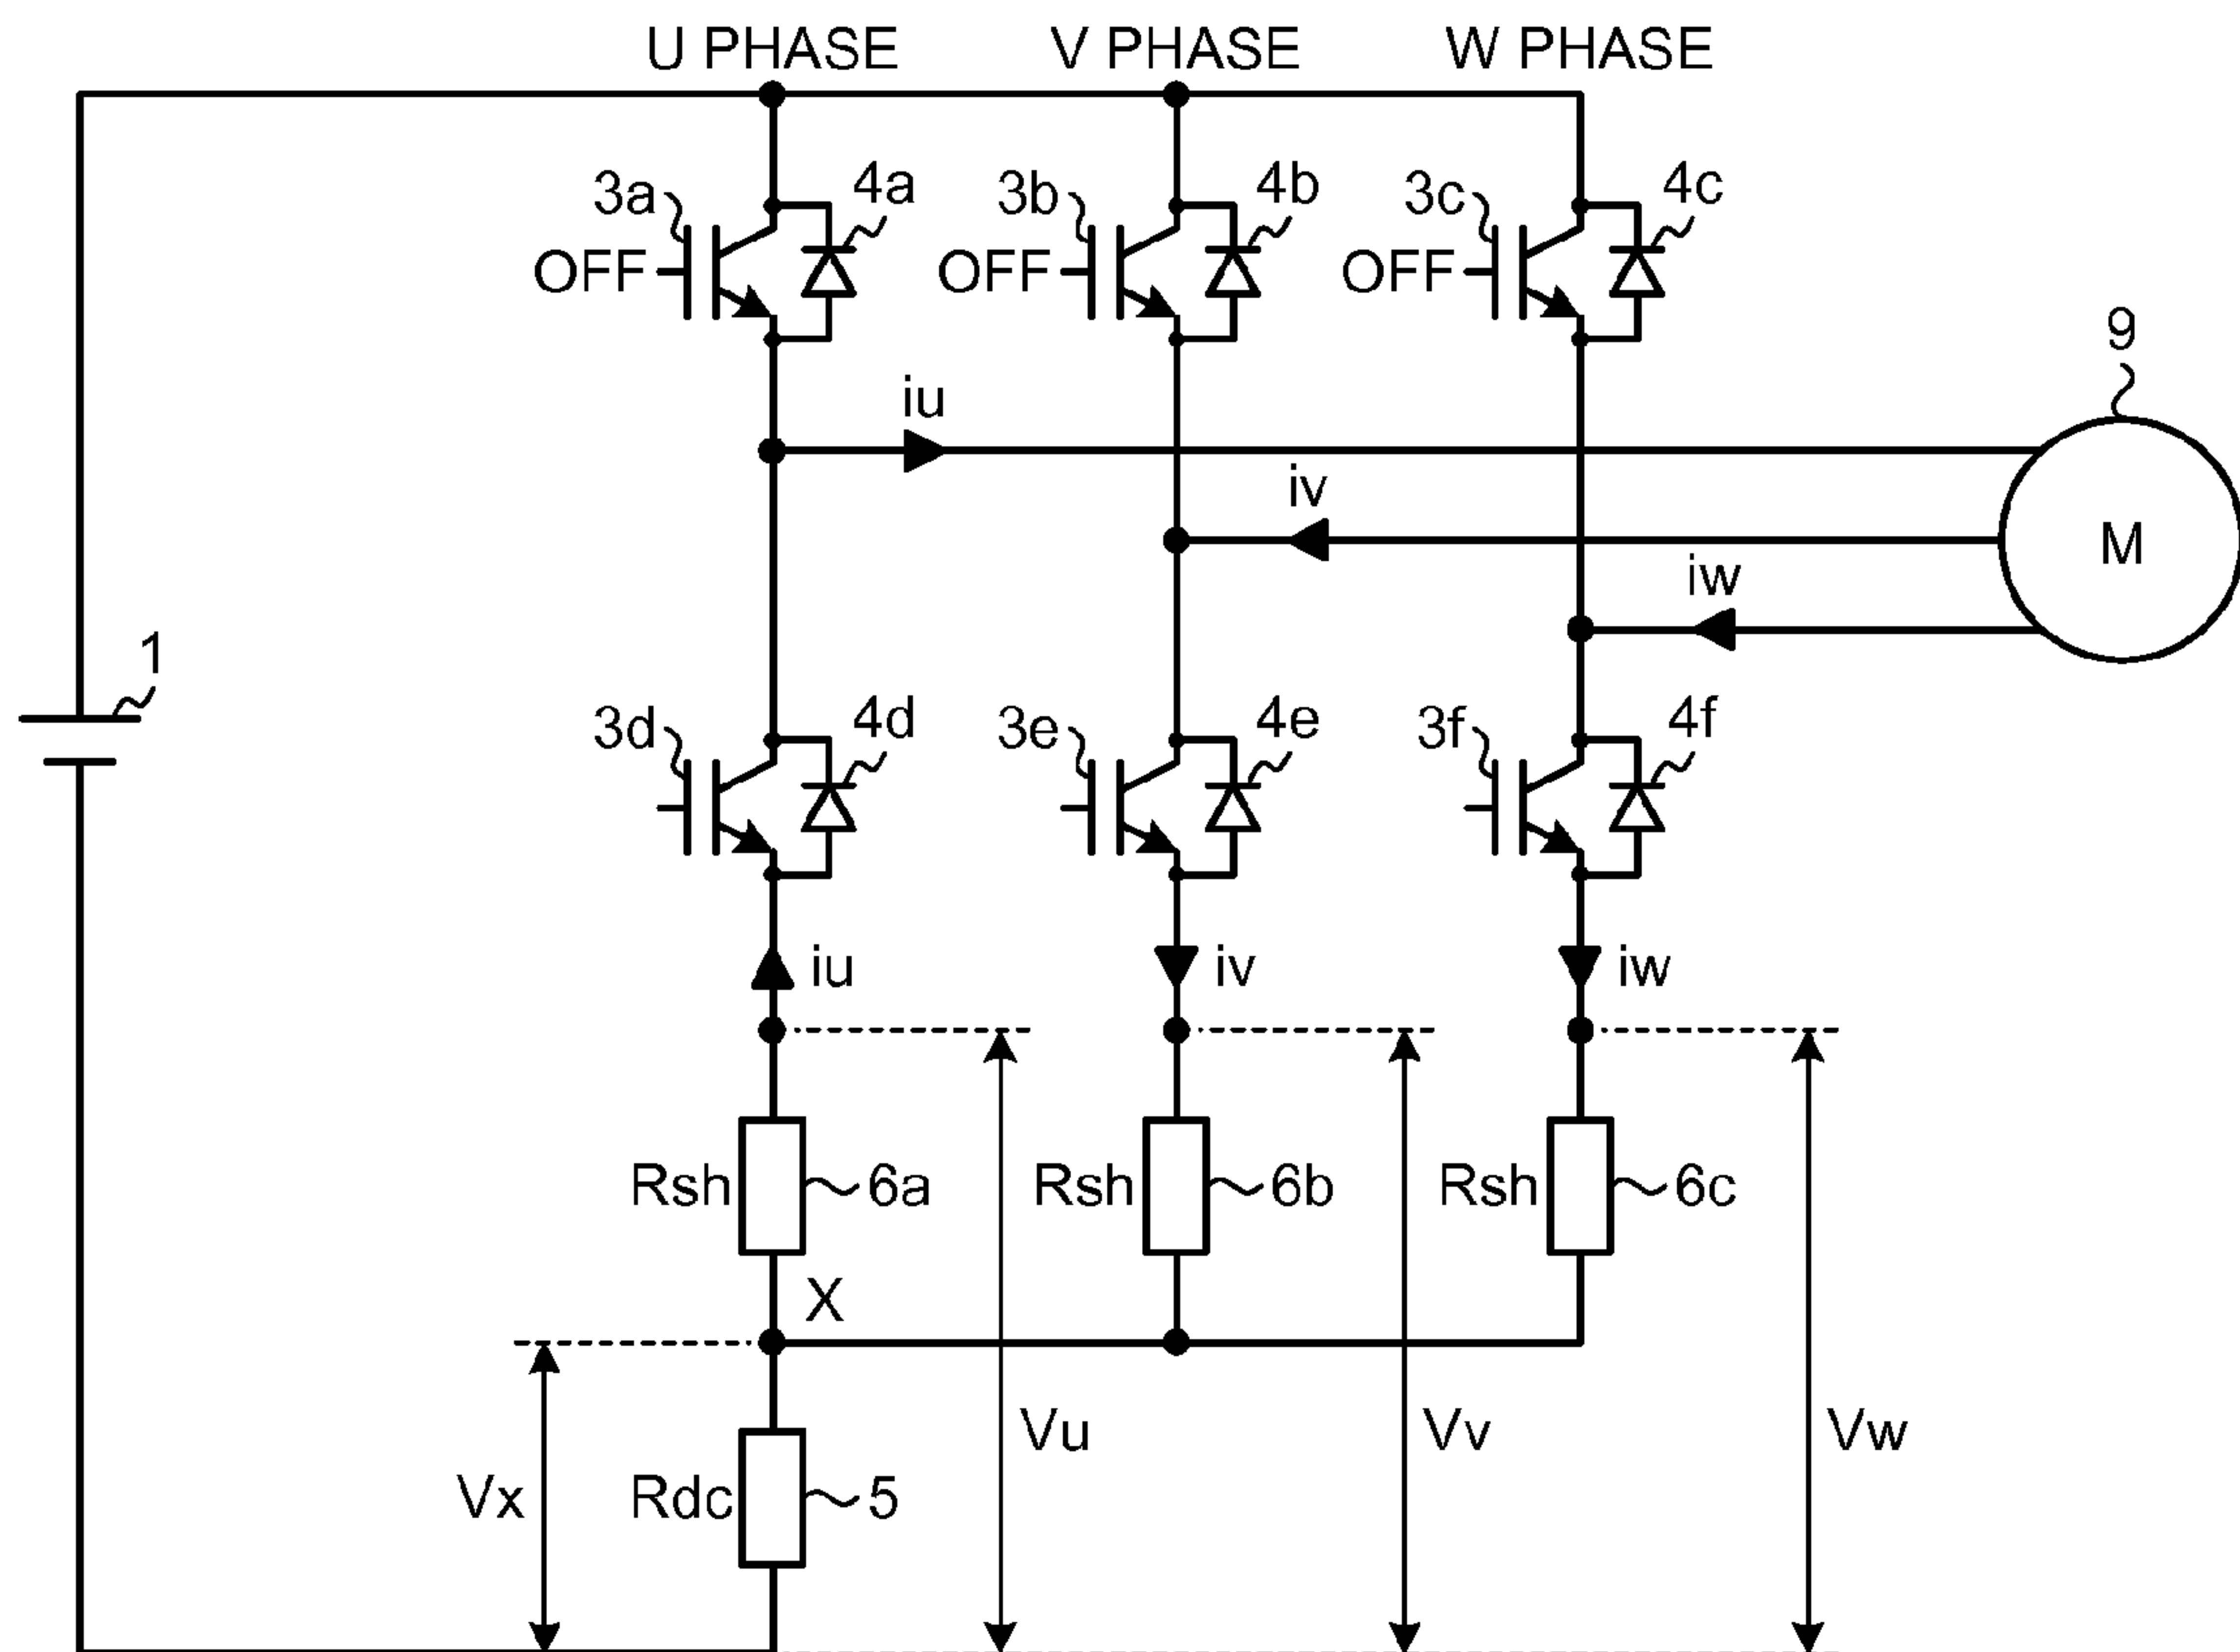 U PHASE V PHASE W PHASE
3a 4a 3b 4b 3c 4c
OFF OFF OFF
9
iu
iv
M
iw
1
3d 4d 3e 4e 3f 4f
iu iv iw
Rsh 6a Rsh 6b Rsh 6c
X
Vu Vv Vw
Vx Rdc 5